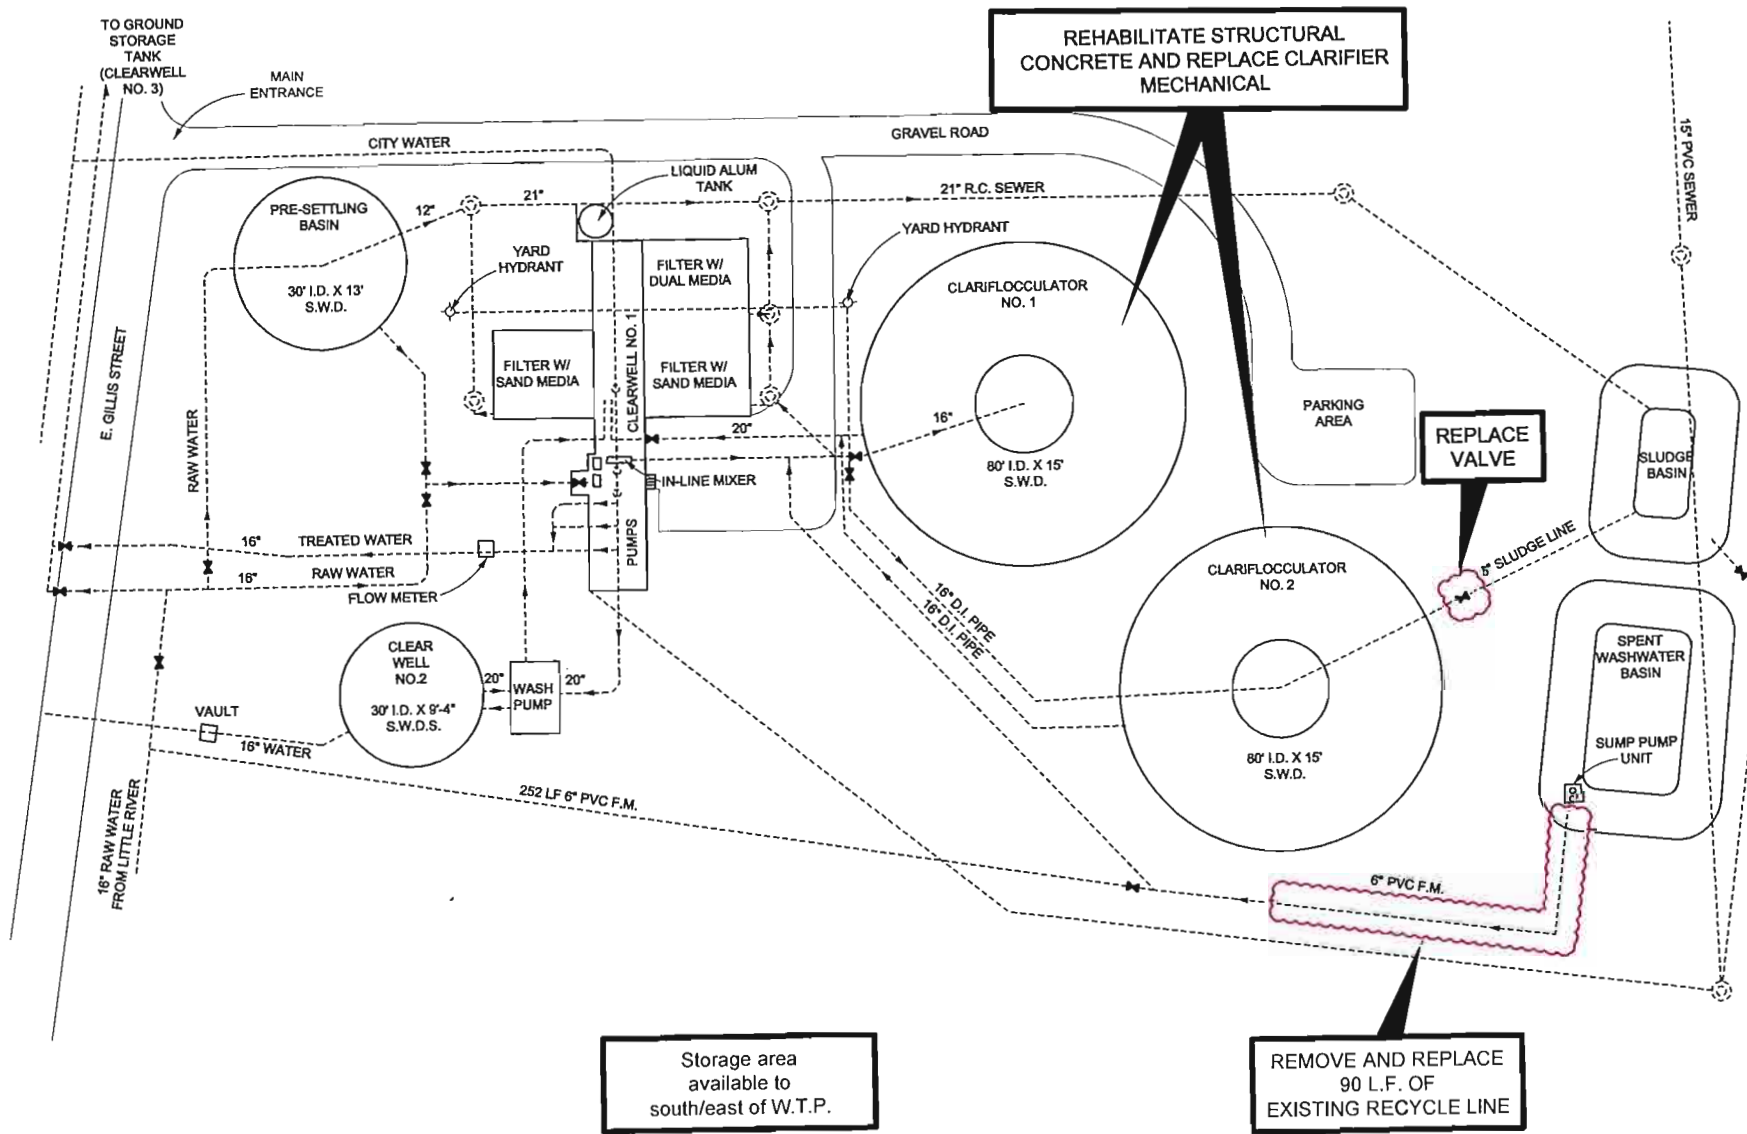 TO GROUND
STORAGE
TANK
(CLEARWELL
NO. 3)
MAIN
ENTRANCE
REHABILITATE STRUCTURAL
CONCRETE AND REPLACE CLARIFIER
MECHANICAL
CITY WATER
GRAVEL ROAD
15" PVC SEWER
LIQUID ALUM
TANK
PRE-SETTLING
BASIN
30' I.D. X 13'
S.W.D.
12"
21"
21" R.C. SEWER
YARD
HYDRANT
YARD HYDRANT
FILTER W/
DUAL MEDIA
CLARIFLOCCULATOR
NO. 1
80' I.D. X 15'
S.W.D.
E. GILLIS STREET
RAW WATER
FILTER W/
SAND MEDIA
CLEARWELL NO. 1
FILTER W/
SAND MEDIA
20"
16"
PARKING
AREA
REPLACE
VALVE
SLUDGE
BASIN
IN-LINE MIXER
PUMPS
16"
TREATED WATER
16"
RAW WATER
FLOW METER
CLARIFLOCCULATOR
NO. 2
80' I.D. X 15'
S.W.D.
SLUDGE LINE
16" D.I. PIPE
16" D.I. PIPE
CLEAR
WELL
NO.2
30' I.D. X 9'-4"
S.W.D.S.
20"
WASH
PUMP
20"
SPENT
WASHWATER
BASIN
SUMP PUMP
UNIT
VAULT
16" WATER
252 LF 6" PVC F.M.
16" RAW WATER
FROM LITTLE RIVER
6" PVC F.M.
Storage area
available to
south/east of W.T.P.
REMOVE AND REPLACE
90 L.F. OF
EXISTING RECYCLE LINE